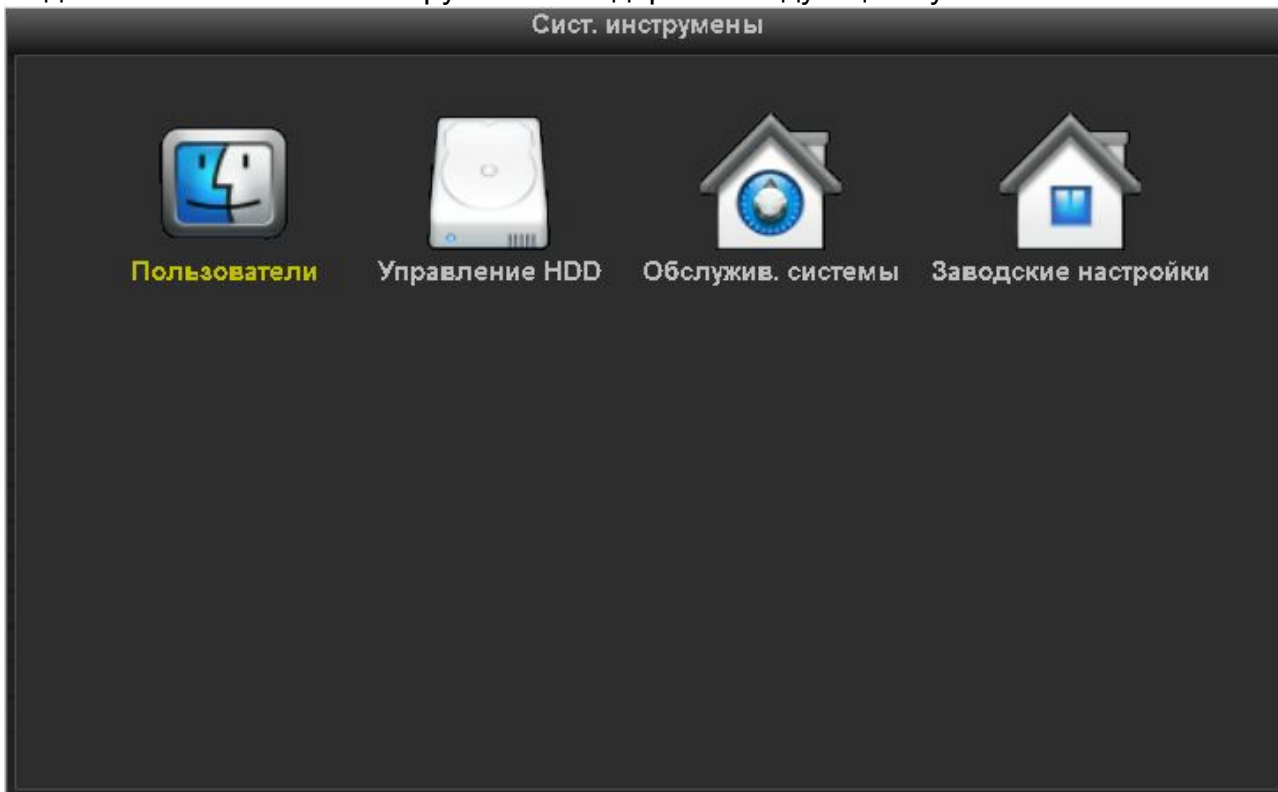 Сист. инструмены
Пользователи
Управление HDD
Обслужив. системы
Заводские настройки